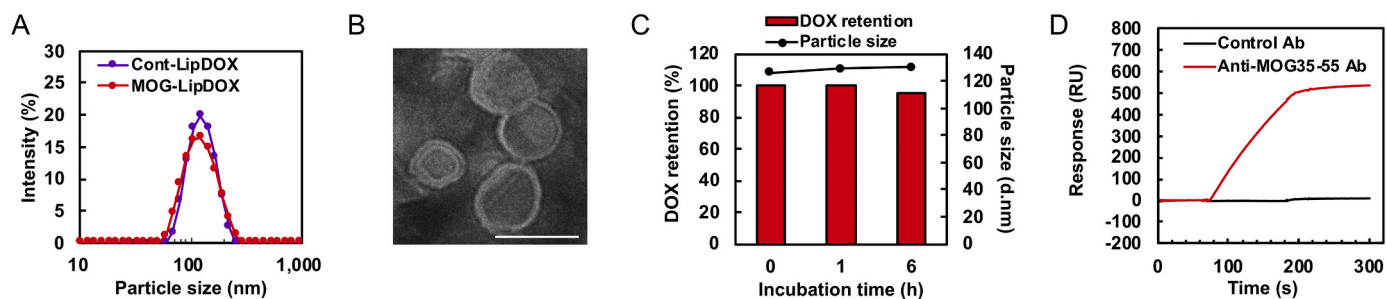 A
30
25
20
15
10
5
0
Intensity (%)
Cont-LipDOX
MOG-LipDOX
10
100
1,000
Particle size (nm)
B
C
DOX retention
Particle size
120
100
80
60
40
20
0
DOX retention (%)
140
120
100
80
60
40
20
0
Particle size (d.nm)
0
1
6
Incubation time (h)
D
800
700
600
500
400
300
200
100
0
-100
-200
Response (RU)
Control Ab
Anti-MOG35-55 Ab
0
100
200
300
Time (s)